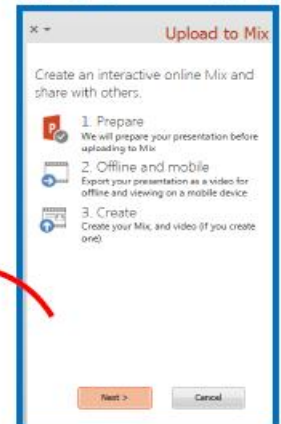 Upload to Mix
Create an interactive online Mix and
share with others.
1. Prepare
We will prepare your presentation before
uploading to Mix
2. Offline and mobile
Export your presentation as a video for
offline and viewing on a mobile device
3. Create
Create your Mix, and video (if you create
one)
Next >
Cancel